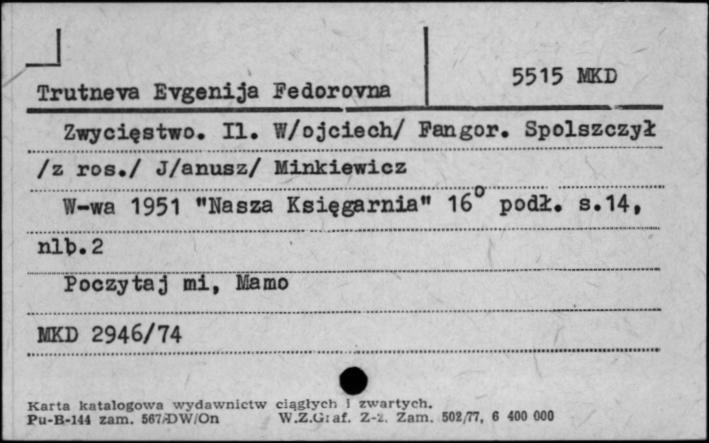 5515 MKD
Trutneva Evgenija Fedorovna
Zwycięstwo. Il. W/ojciech/ Fangor. Spolszczył
/z ros./ J/anusz/ Minkiewicz
W-wa 1951 "Nasza Księgarnia" 16° podł. s.14,
nlb.2
Poczytaj mi, Mamo
MKD 2946/74
Karta katalogowa wydawnictw ciągłych i zwartych.
Pu-B-144 zam. 567/DW/On W.Z.Graf. Z-z. Zam. 502/77, 6 400 000